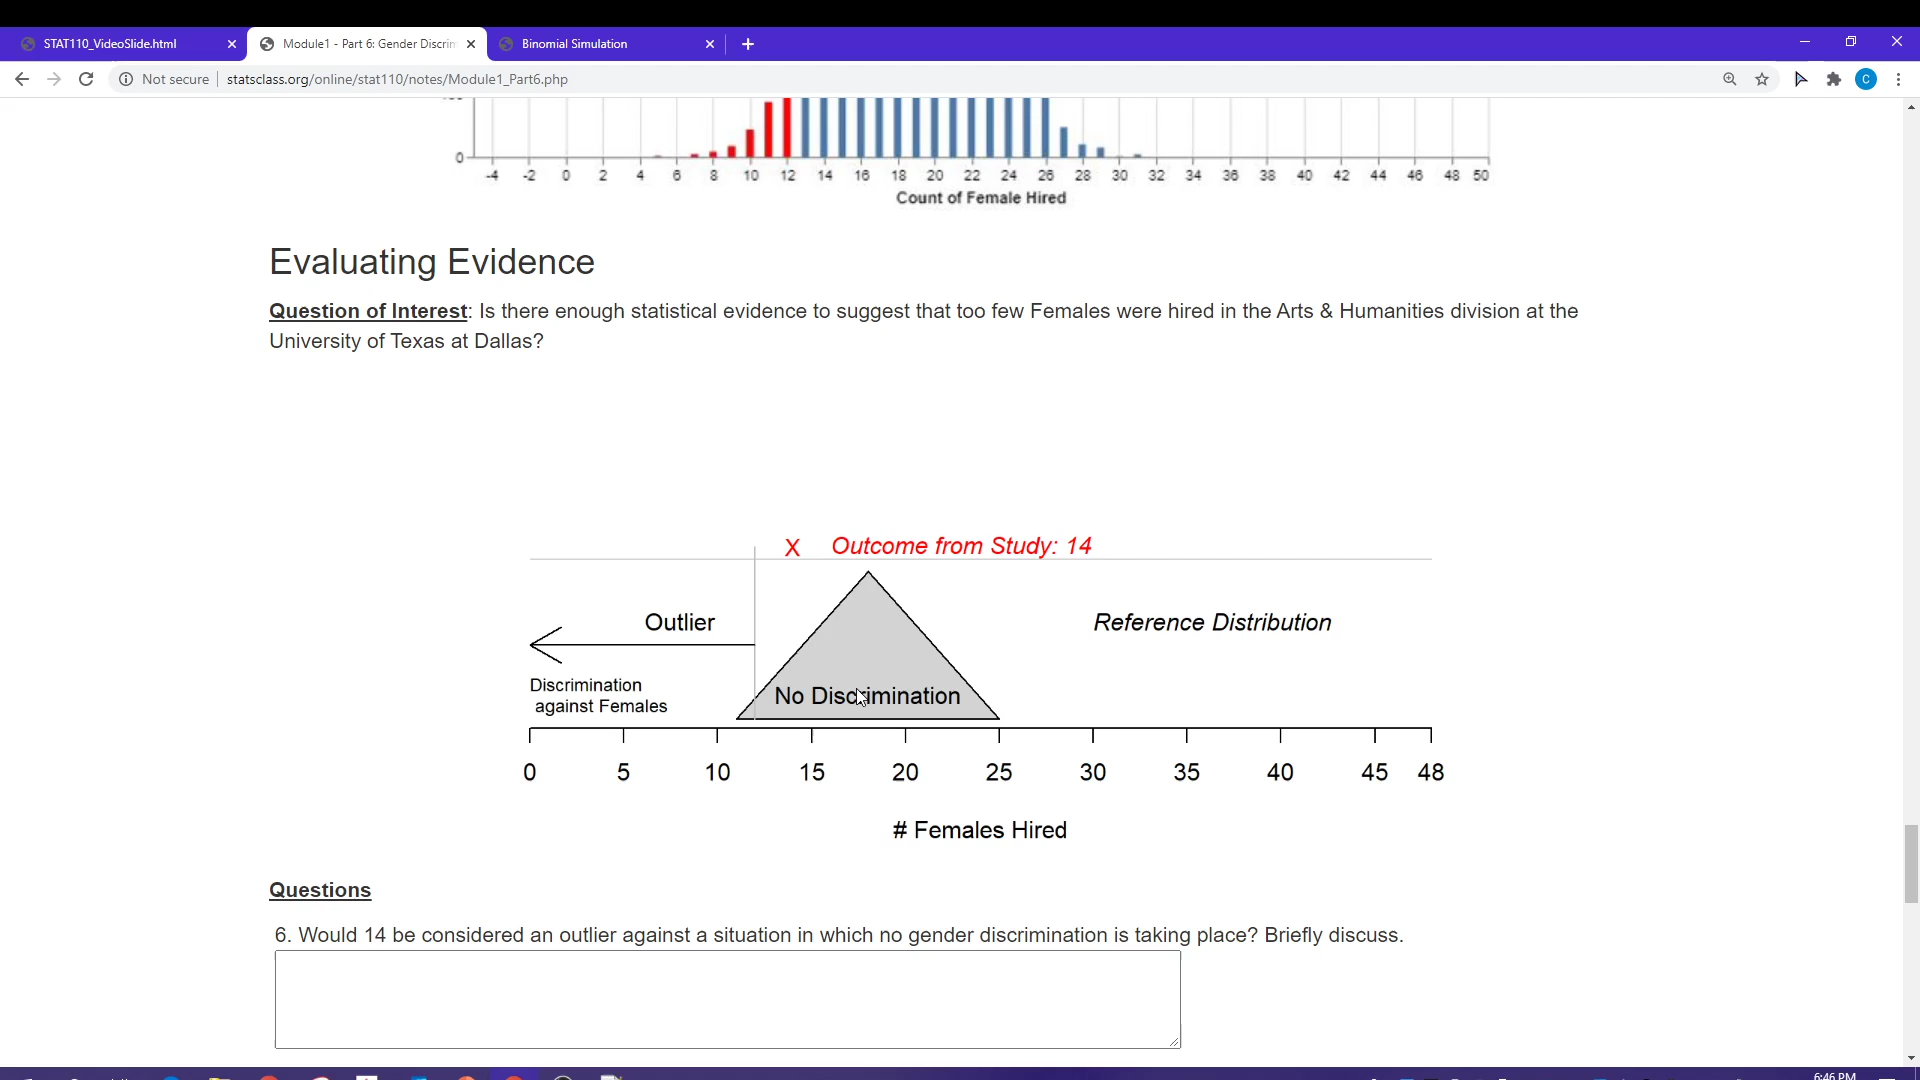 STAT110_VideoSlide.html
Module1 - Part 6: Gender Discrim
Binomial Simulation
Not secure
statsclass.org/online/stat110/notes/Module1_Part6.php
C
0
-4 -2 0 2 4 6 8 10 12 14 16 18 20 22 24 26 28 30 32 34 36 38 40 42 44 46 48 50
Count of Female Hired
Evaluating Evidence
Question of Interest: Is there enough statistical evidence to suggest that too few Females were hired in the Arts & Humanities division at the
University of Texas at Dallas?
X Outcome from Study: 14
Outlier
Reference Distribution
Discrimination
against Females
No Discrimination
0 5 10 15 20 25 30 35 40 45 48
# Females Hired
Questions
6. Would 14 be considered an outlier against a situation in which no gender discrimination is taking place? Briefly discuss.
6:46 PM